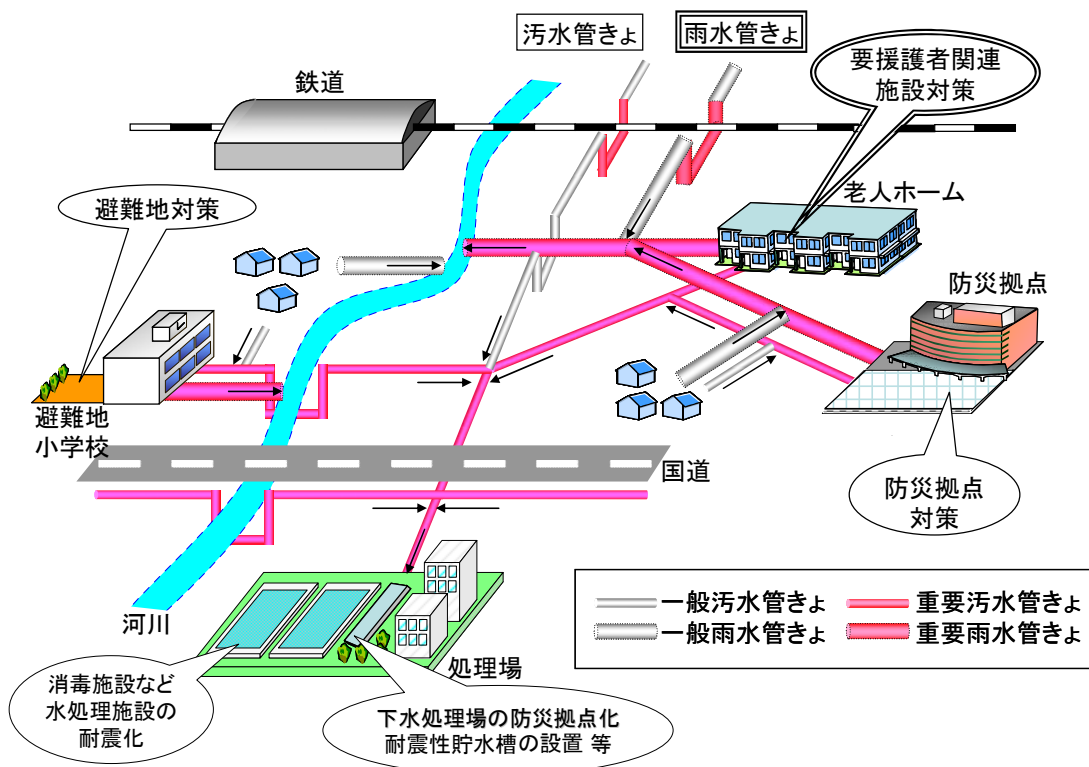 汚水管きょ
雨水管きょ
要援護者関連
施設対策
鉄道
避難地対策
老人ホーム
防災拠点
避難地
小学校
国道
防災拠点
対策
河川
処理場
一般汚水管きょ
重要汚水管きょ
一般雨水管きょ
重要雨水管きょ
消毒施設など
水処理施設の
耐震化
下水処理場の防災拠点化
耐震性貯水槽の設置 等